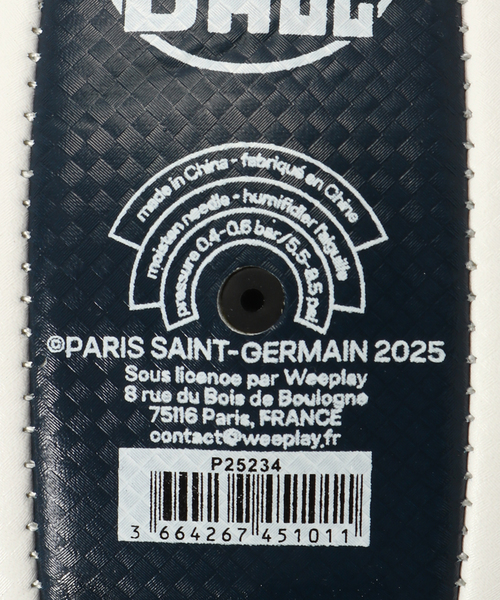 made in China - fabriqué en Chine
moisten needle - humidifier l'aiguille
pressure 0.4-0.6 bar/5.5-8.5 psi
©PARIS SAINT-GERMAIN 2025
Sous licence par Weeplay
8 rue du Bois de Boulogne
75116 Paris, FRANCE
contact@weeplay.fr
P25234
3 664267 451011